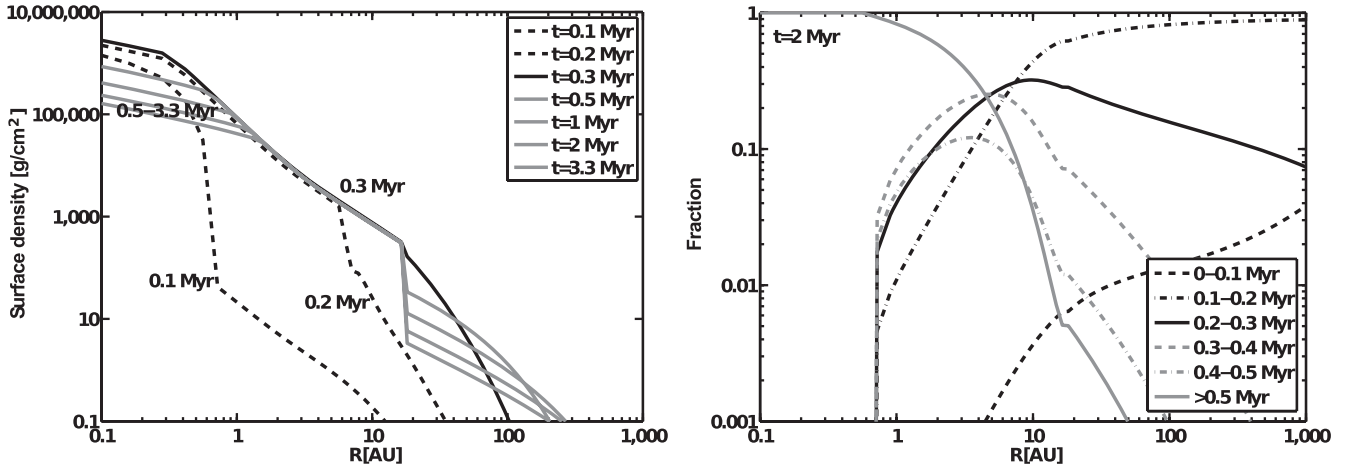 10,000,000
100,000
1,000
10
0.1
Surface density [g/cm²]
0.1
1
10
100
1,000
R[AU]
t=0.1 Myr
t=0.2 Myr
t=0.3 Myr
t=0.5 Myr
t=1 Myr
t=2 Myr
t=3.3 Myr
0.5–3.3 Myr
0.3 Myr
0.1 Myr
0.2 Myr
1
0.1
0.01
0.001
Fraction
0.1
1
10
100
1,000
R[AU]
t=2 Myr
0–0.1 Myr
0.1–0.2 Myr
0.2–0.3 Myr
0.3–0.4 Myr
0.4–0.5 Myr
>0.5 Myr